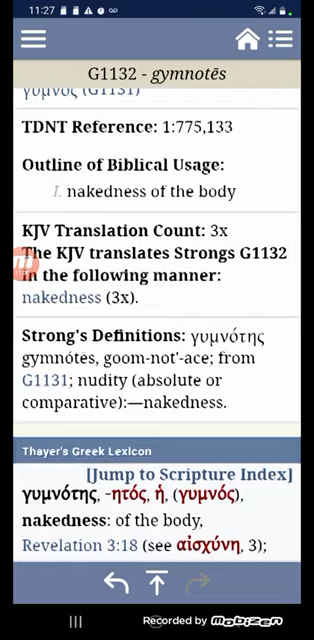 11:27
G1132 - gymnotēs
γυμνός (G1131)
TDNT Reference: 1:775,133
Outline of Biblical Usage:
I. nakedness of the body
KJV Translation Count: 3x
The KJV translates Strongs G1132
in the following manner:
nakedness (3x).
Strong's Definitions: γυμνότης
gymnótēs, goom-not'-ace; from
G1131; nudity (absolute or
comparative):—nakedness.
Thayer's Greek Lexicon
[Jump to Scripture Index]
γυμνότης, -ητός, ἡ, (γυμνός),
nakedness: of the body,
Revelation 3:18 (see αἰσχύνη, 3);
Recorded by mobizen